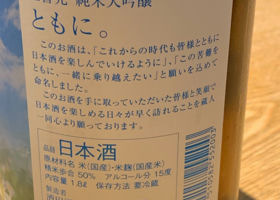 純米大吟醸
ともに。
このお酒は、「これからの時代も皆様とともに
日本酒を楽しんでいけるように」、「この苦難を
ともに、一緒に乗り越えたい」と願いを込めて
命名しました。
このお酒を手に取っていただいた皆様と笑顔で
日本酒を楽しめる日々が早く訪れることを蔵人
一同心より願っております。
品目 日本酒
原材料名 米(国産)・米麹(国産米)
精米歩合 50% アルコール分 15度
内容量 1.8ℓ 保存方法 要冷蔵